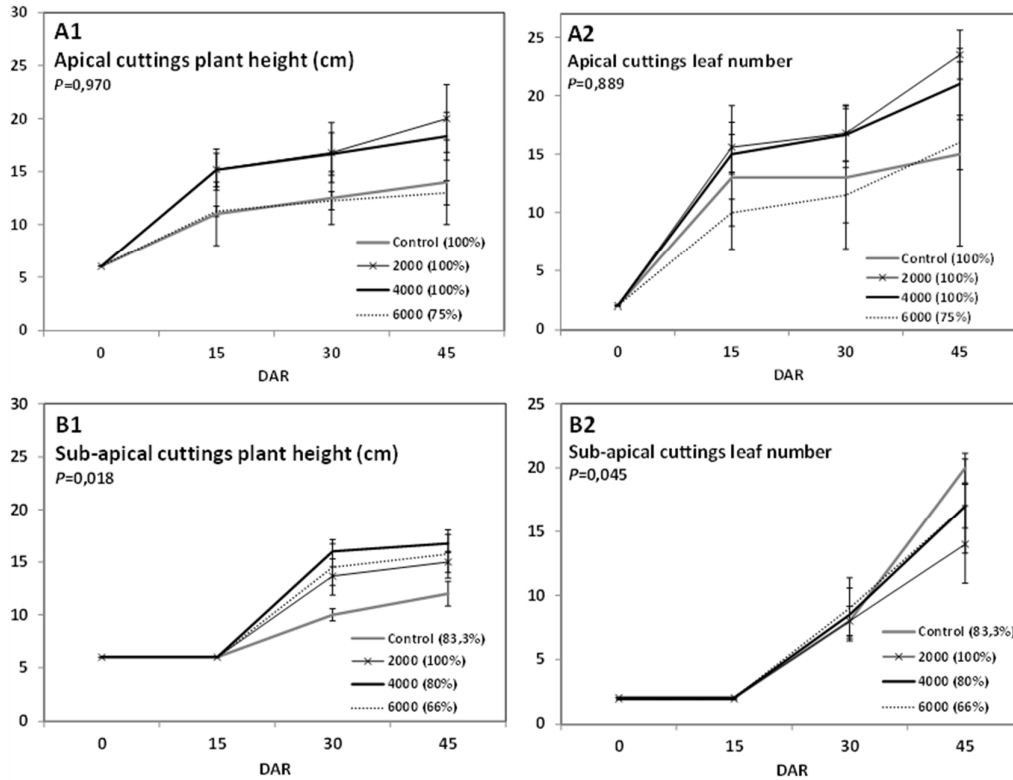 A1
Apical cuttings plant height (cm)
P=0,970
30
25
20
15
10
5
0
0 15 30 45
DAR
Control (100%)
2000 (100%)
4000 (100%)
6000 (75%)
A2
Apical cuttings leaf number
P=0,889
25
20
15
10
5
0
0 15 30 45
DAR
Control (100%)
2000 (100%)
4000 (100%)
6000 (75%)
B1
Sub-apical cuttings plant height (cm)
P=0,018
30
25
20
15
10
5
0
0 15 30 45
DAR
Control (83,3%)
2000 (100%)
4000 (80%)
6000 (66%)
B2
Sub-apical cuttings leaf number
P=0,045
25
20
15
10
5
0
0 15 30 45
DAR
Control (83,3%)
2000 (100%)
4000 (80%)
6000 (66%)